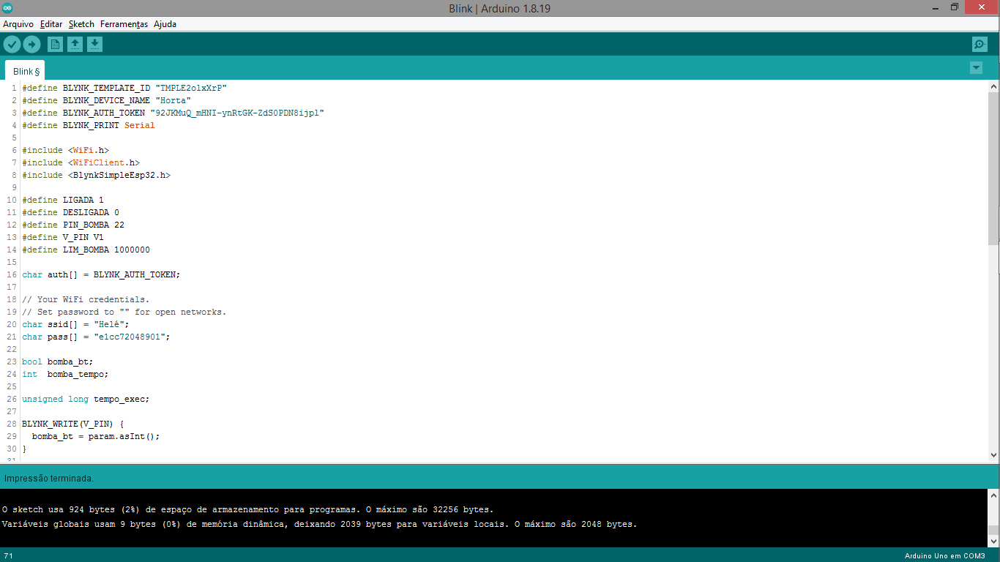 Blink | Arduino 1.8.19
Arquivo Editar Sketch Ferramentas Ajuda
Blink §
1 #define BLYNK_TEMPLATE_ID "TMPLE2olxXrP"
2 #define BLYNK_DEVICE_NAME "Horta"
3 #define BLYNK_AUTH_TOKEN "92JKMuQ_mHNI-ynRtGK-ZdS0PDN8ijpl"
4 #define BLYNK_PRINT Serial
5
6 #include <WiFi.h>
7 #include <WiFiClient.h>
8 #include <BlynkSimpleEsp32.h>
9
10 #define LIGADA 1
11 #define DESLIGADA 0
12 #define PIN_BOMBA 22
13 #define V_PIN V1
14 #define LIM_BOMBA 1000000
15
16 char auth[] = BLYNK_AUTH_TOKEN;
17
18 // Your WiFi credentials.
19 // Set password to "" for open networks.
20 char ssid[] = "Helé";
21 char pass[] = "e1cc72048901";
22
23 bool bomba_bt;
24 int  bomba_tempo;
25
26 unsigned long tempo_exec;
27
28 BLYNK_WRITE(V_PIN) {
29   bomba_bt = param.asInt();
30 }
31
Impressão terminada.
O sketch usa 924 bytes (2%) de espaço de armazenamento para programas. O máximo são 32256 bytes.
Variáveis globais usam 9 bytes (0%) de memória dinâmica, deixando 2039 bytes para variáveis locais. O máximo são 2048 bytes.
71 Arduino Uno em COM3